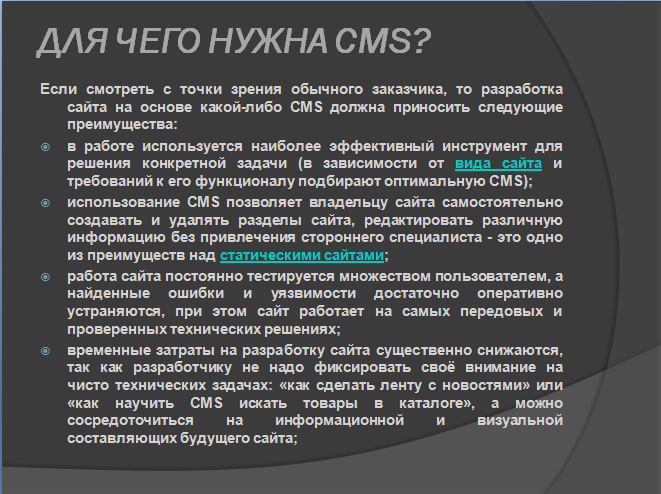 ДЛЯ ЧЕГО НУЖНА CMS?
Если смотреть с точки зрения обычного заказчика, то разработка
сайта на основе какой-либо CMS должна приносить следующие
преимущества:
в работе используется наиболее эффективный инструмент для
решения конкретной задачи (в зависимости от вида сайта и
требований к его функционалу подбирают оптимальную CMS);
использование CMS позволяет владельцу сайта самостоятельно
создавать и удалять разделы сайта, редактировать различную
информацию без привлечения стороннего специалиста - это одно
из преимуществ над статическими сайтами;
работа сайта постоянно тестируется множеством пользователем, а
найденные ошибки и уязвимости достаточно оперативно
устраняются, при этом сайт работает на самых передовых и
проверенных технических решениях;
временные затраты на разработку сайта существенно снижаются,
так как разработчику не надо фиксировать своё внимание на
чисто технических задачах: «как сделать ленту с новостями» или
«как научить CMS искать товары в каталоге», а можно
сосредоточиться на информационной и визуальной
составляющих будущего сайта;